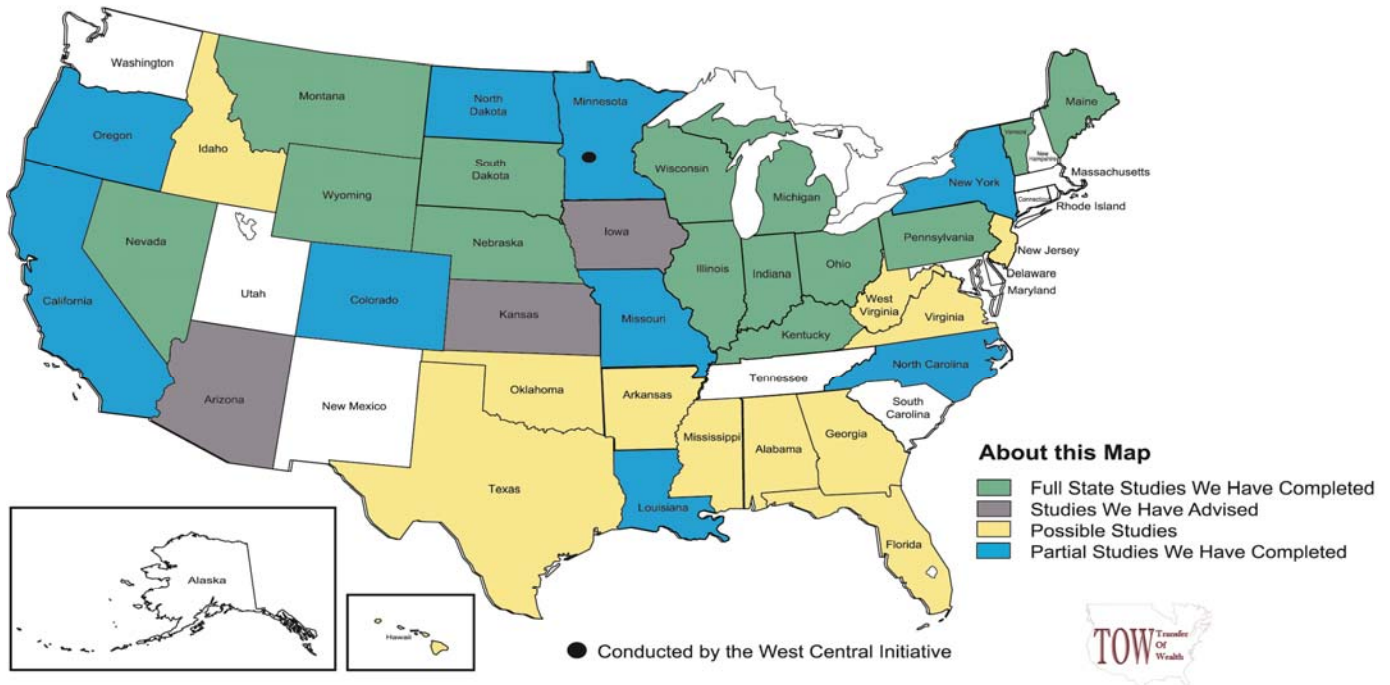 Washington
Montana
North
Dakota
Minnesota
Maine
Oregon
Idaho
Vermont
New
Hampshire
South
Dakota
Wisconsin
Massachusetts
Wyoming
Michigan
New York
Connecticut
Rhode Island
Iowa
Nevada
Nebraska
Pennsylvania
New Jersey
Illinois
Indiana
Ohio
Delaware
Utah
Colorado
Maryland
California
West
Virginia
Kansas
Missouri
Virginia
Kentucky
North Carolina
Tennessee
Oklahoma
Arkansas
Arizona
New Mexico
South
Carolina
Mississippi
Alabama
Georgia
Texas
Louisiana
Florida
Alaska
Hawaii
About this Map
Full State Studies We Have Completed
Studies We Have Advised
Possible Studies
Partial Studies We Have Completed
Conducted by the West Central Initiative
TOW Transfer
Of
Wealth